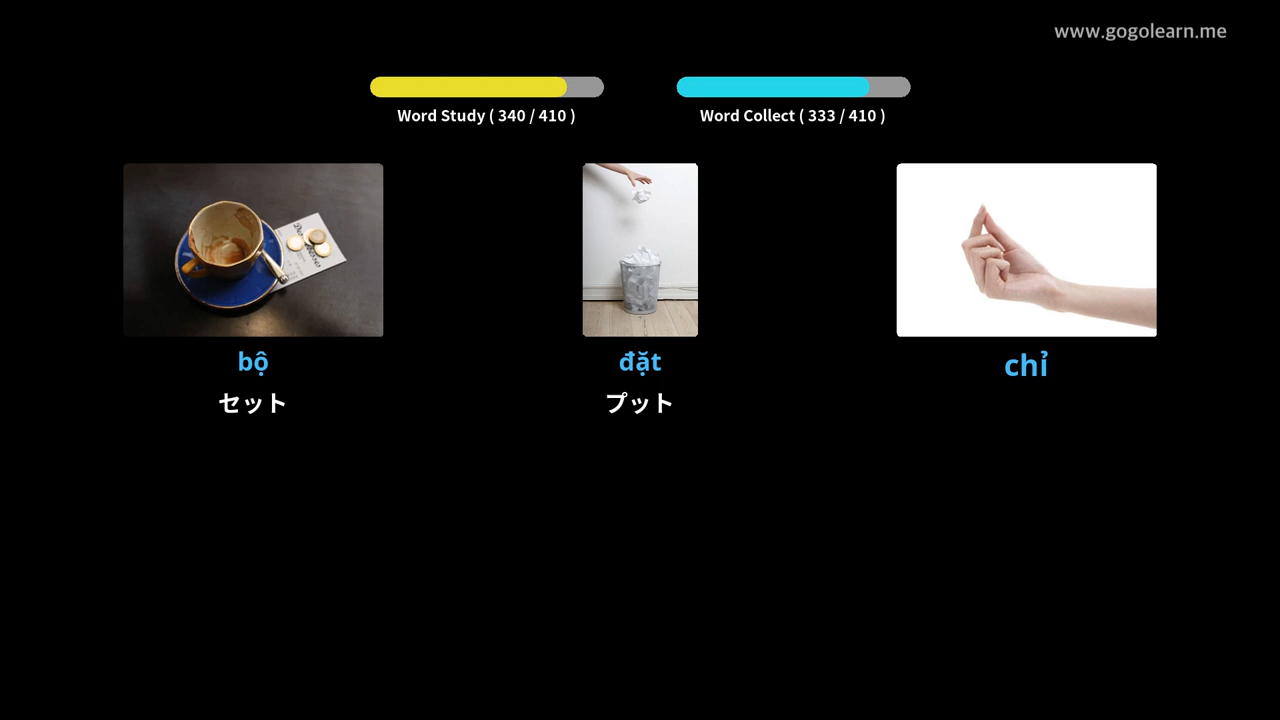 www.gogolearn.me
Word Study ( 340 / 410 )
Word Collect ( 333 / 410 )
bộ
セット
đặt
プット
chỉ